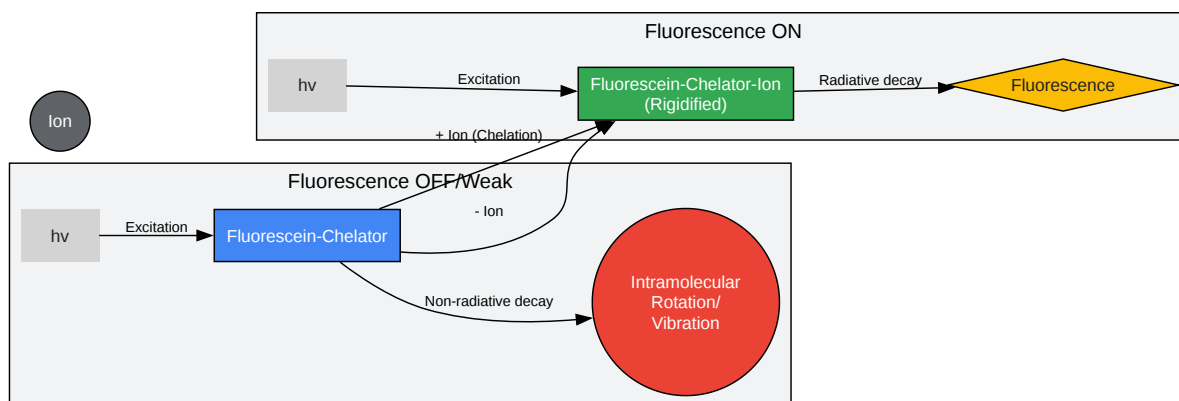 Fluorescence ON
hv
Excitation
Fluorescein-Chelator-Ion
(Rigidified)
Radiative decay
Fluorescence
Ion
+ Ion (Chelation)
Fluorescence OFF/Weak
hv
Excitation
Fluorescein-Chelator
- Ion
Non-radiative decay
Intramolecular
Rotation/
Vibration